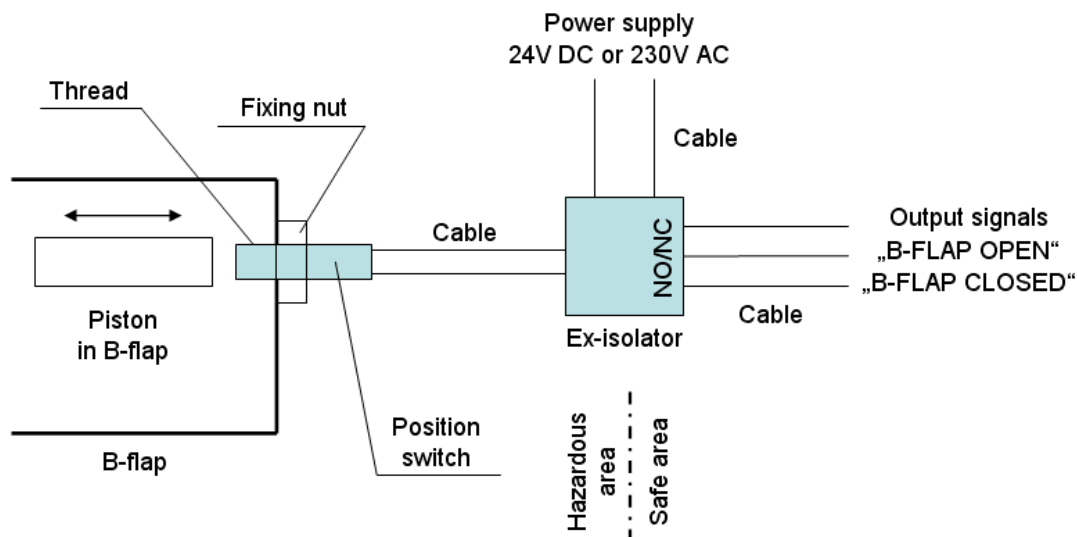 Power supply
24V DC or 230V AC
Thread
Fixing nut
Cable
Cable
NO/NC
Output signals
„B-FLAP OPEN“
„B-FLAP CLOSED“
Cable
Piston
in B-flap
Ex-isolator
Position
switch
B-flap
Hazardous
area
Safe area